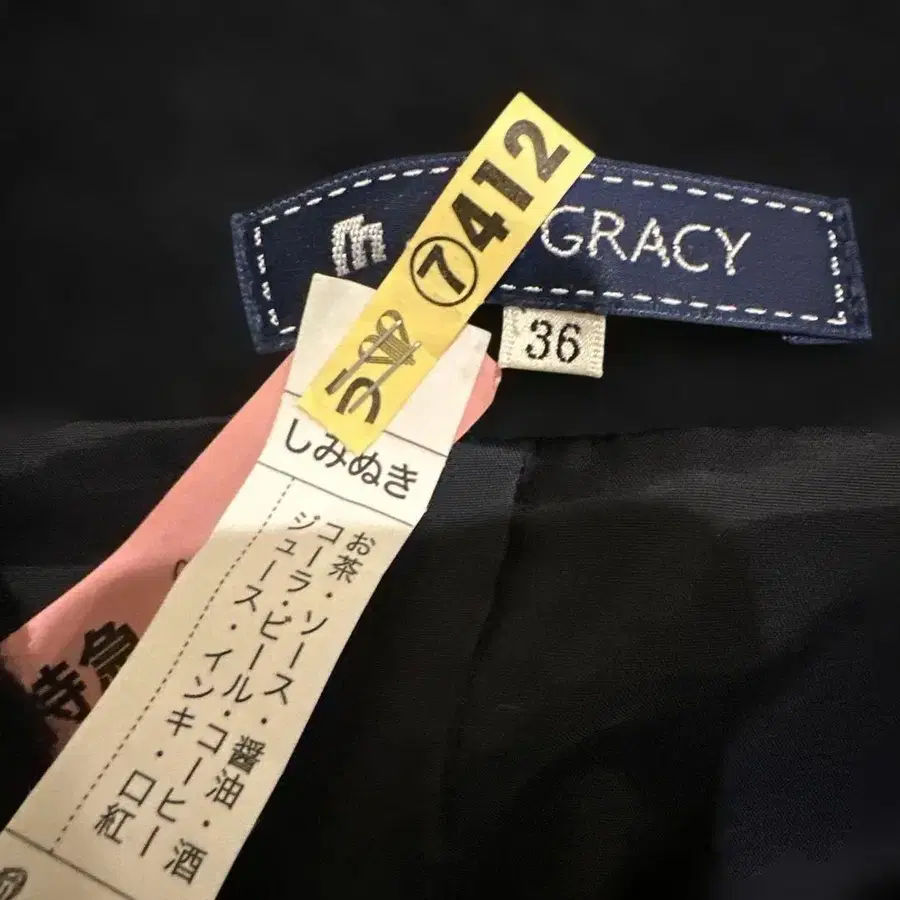 GRACY
36
⑦412
う
しみぬき
お茶・ソース・醤油・酒
コーラ・ビール・コーヒー
ジュース・インキ・口紅